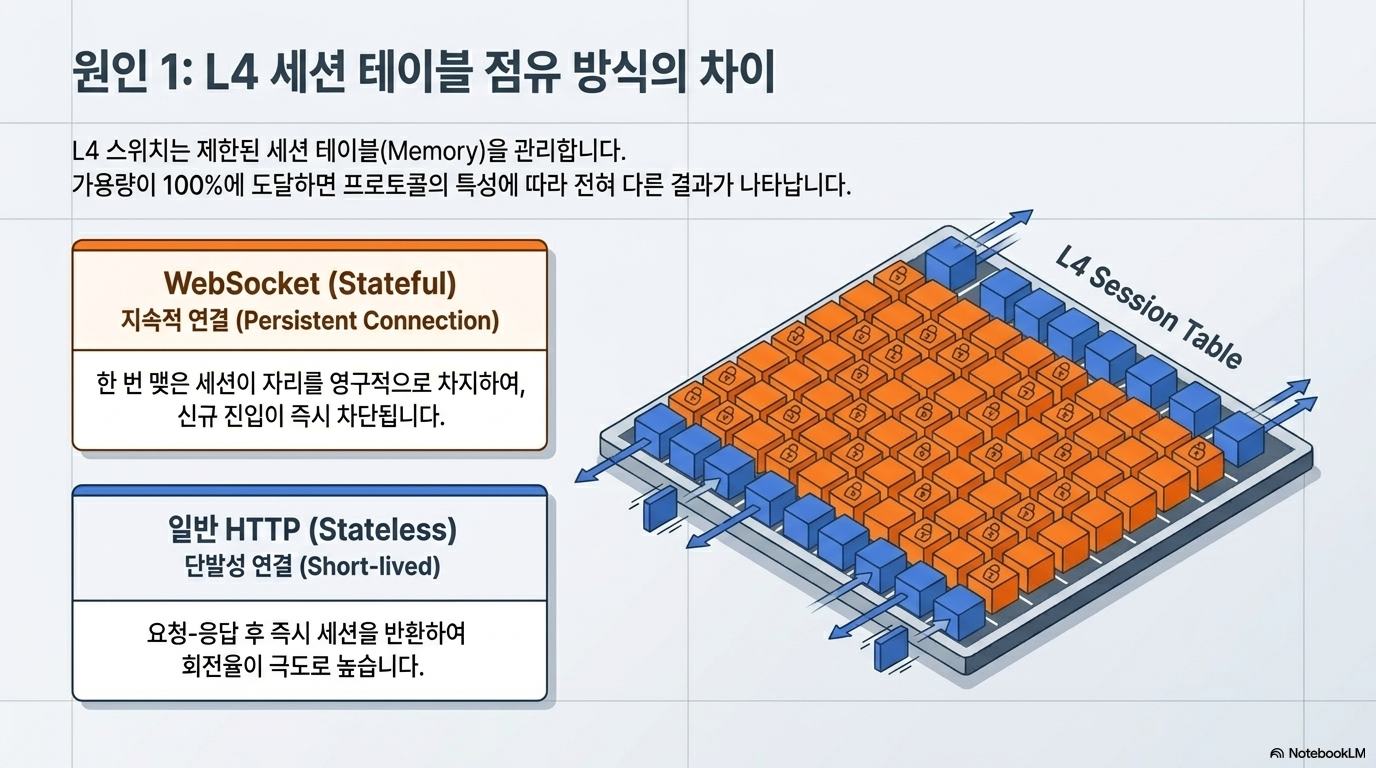 원인 1: L4 세션 테이블 점유 방식의 차이
L4 스위치는 제한된 세션 테이블(Memory)을 관리합니다.
가용량이 100%에 도달하면 프로토콜의 특성에 따라 전혀 다른 결과가 나타납니다.
WebSocket (Stateful)
지속적 연결 (Persistent Connection)
한 번 맺은 세션이 자리를 영구적으로 차지하여,
신규 진입이 즉시 차단됩니다.
일반 HTTP (Stateless)
단발성 연결 (Short-lived)
요청-응답 후 즉시 세션을 반환하여
회전율이 극도로 높습니다.
L4 Session Table
NotebookLM